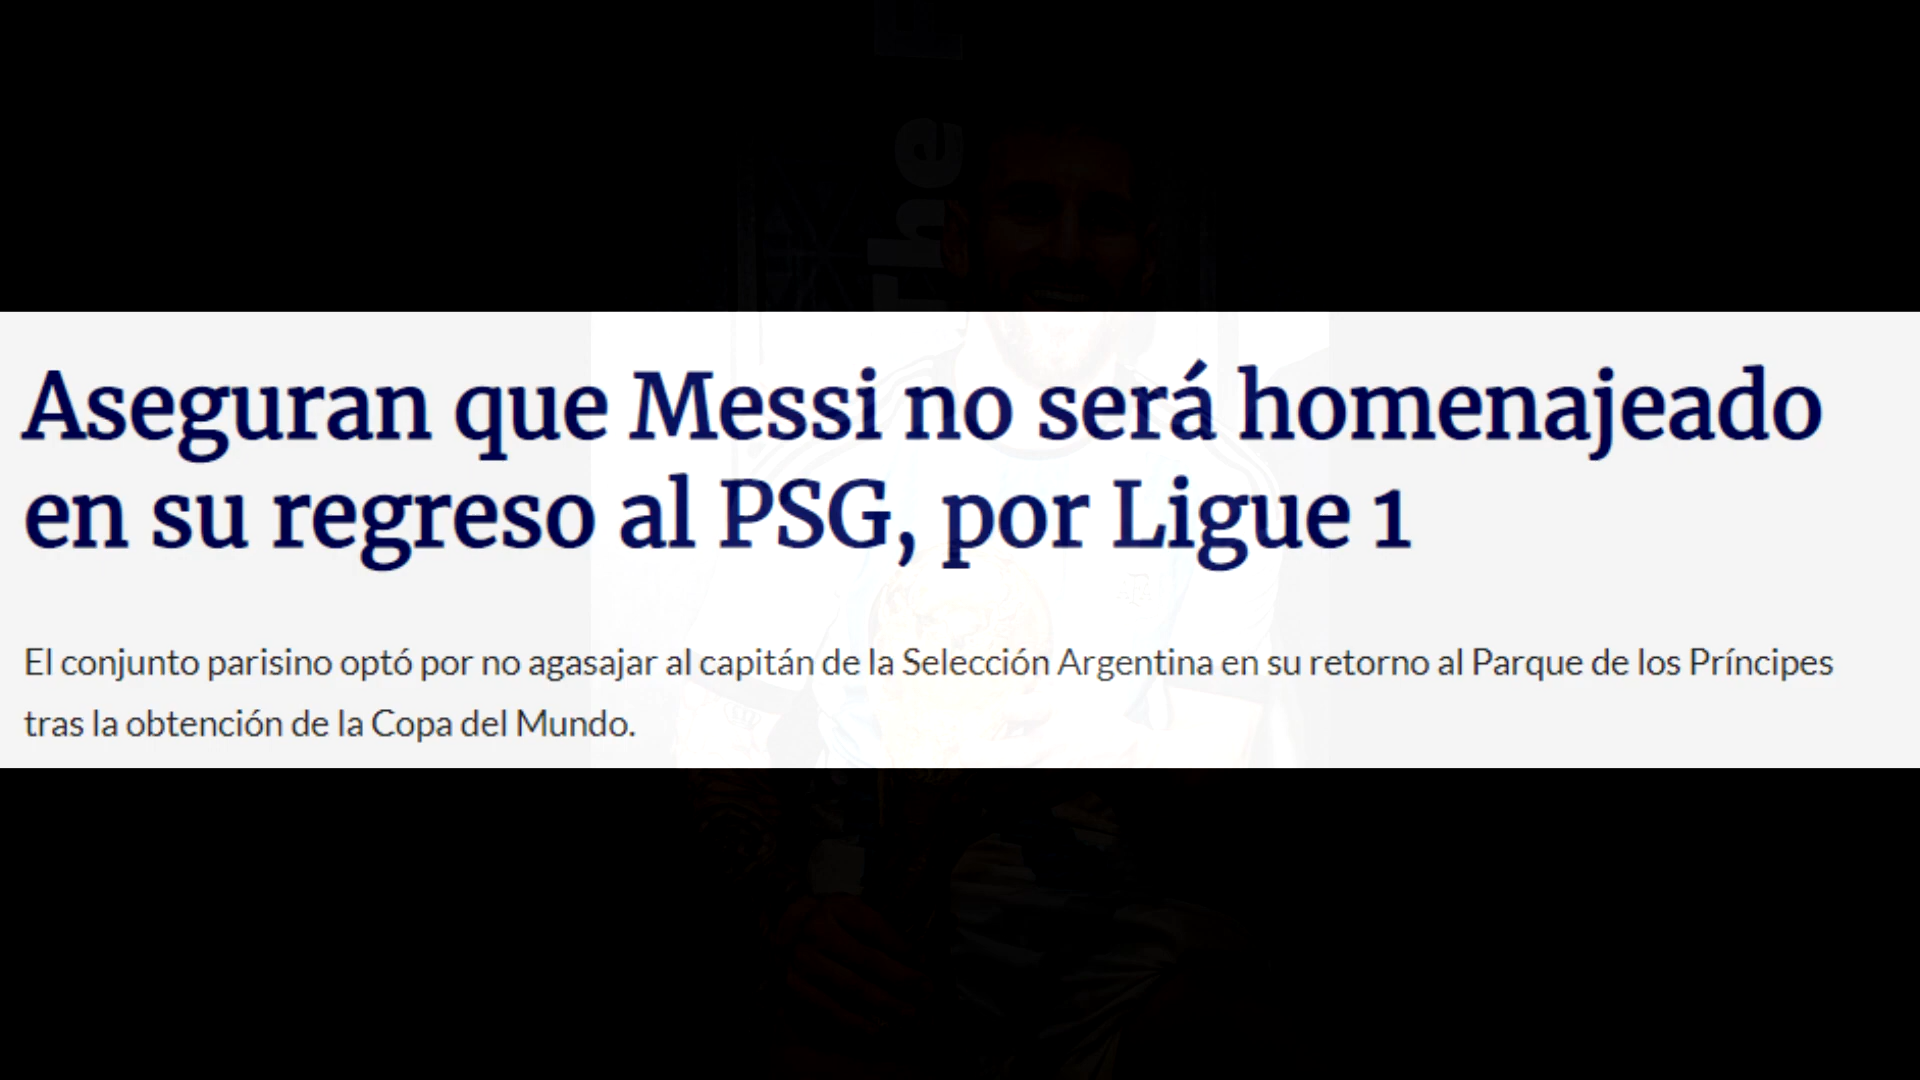 The
Aseguran que Messi no será homenajeado
en su regreso al PSG, por Ligue 1
El conjunto parisino optó por no agasajar al capitán de la Selección Argentina en su retorno al Parque de los Príncipes
tras la obtención de la Copa del Mundo.